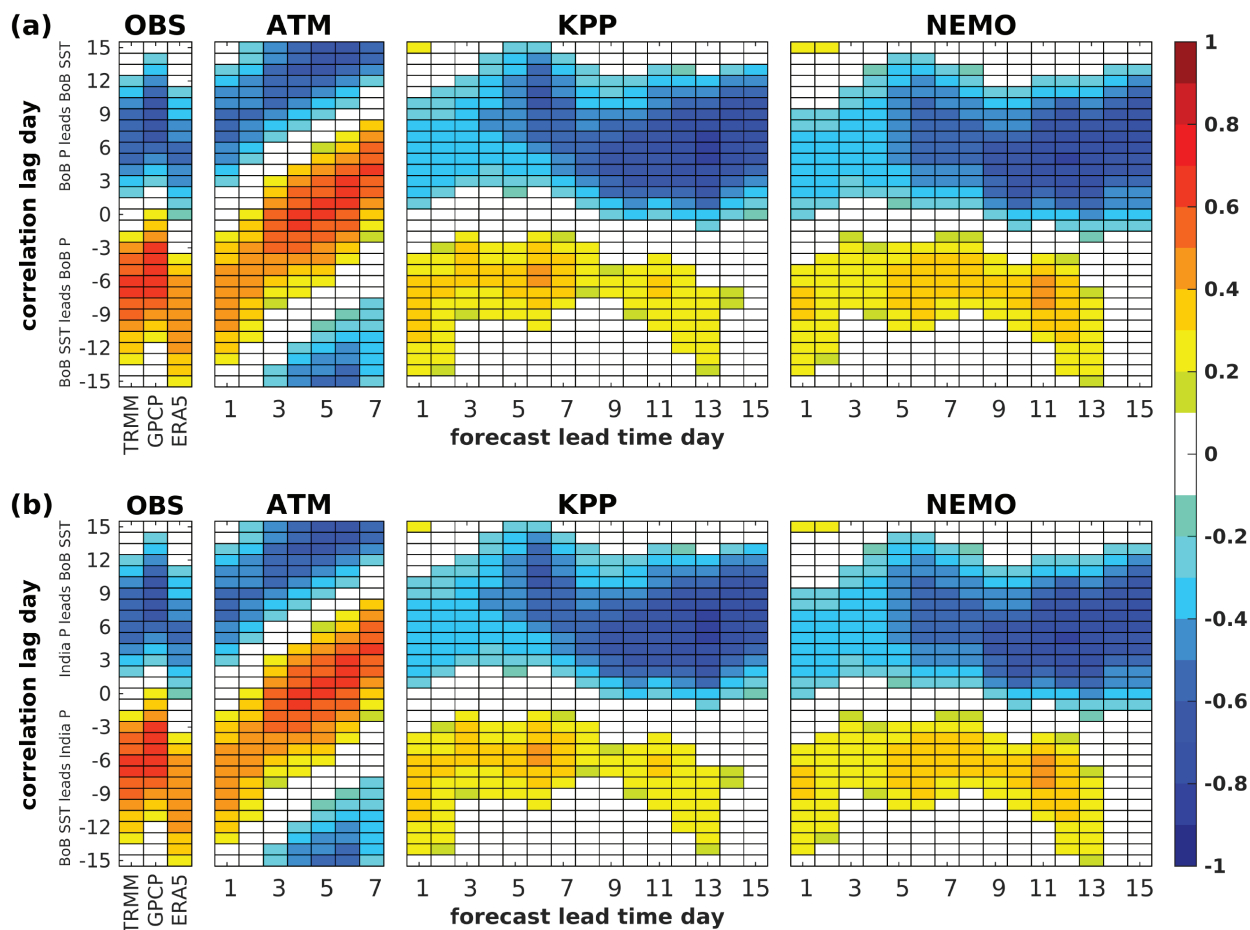 (a)
OBS
ATM
KPP
NEMO
correlation lag day
BoB SST leads BoB P
BoB P leads BoB SST
15
12
9
6
3
0
-3
-6
-9
-12
-15
TRMM
GPCP
ERA5
1 3 5 7
1 3 5 7 9 11 13 15
1 3 5 7 9 11 13 15
forecast lead time day
forecast lead time day
1
0.8
0.6
0.4
0.2
0
-0.2
-0.4
-0.6
-0.8
-1
(b)
OBS
ATM
KPP
NEMO
correlation lag day
BoB SST leads India P
India P leads BoB SST
15
12
9
6
3
0
-3
-6
-9
-12
-15
TRMM
GPCP
ERA5
1 3 5 7
1 3 5 7 9 11 13 15
1 3 5 7 9 11 13 15
forecast lead time day